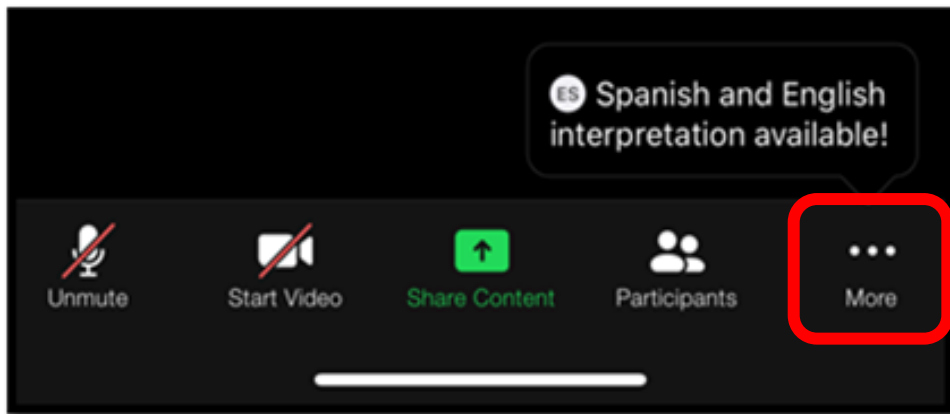 ES Spanish and English
interpretation available!
Unmute
Start Video
Share Content
Participants
More